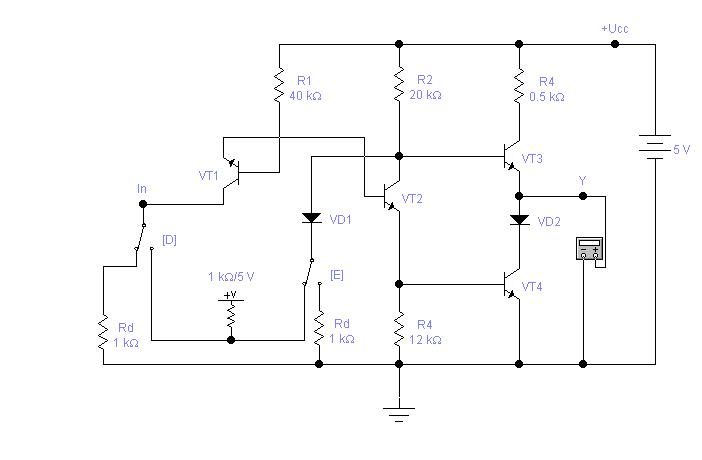 +Ucc
R1
40 kΩ
R2
20 kΩ
R4
0.5 kΩ
5 V
VT1
VT3
In
VT2
Y
[D]
VD1
VD2
1 kΩ/5 V
+V
[E]
- +
VT4
Rd
1 kΩ
Rd
1 kΩ
R4
12 kΩ